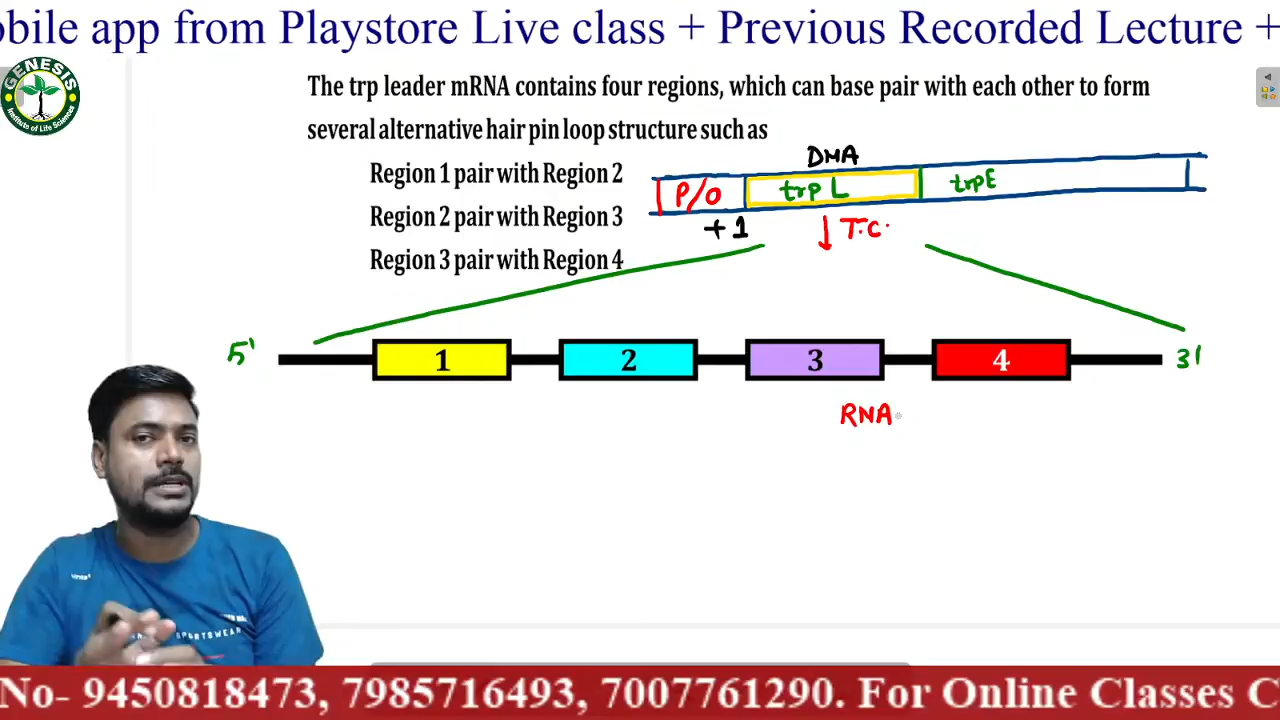 obile app from Playstore Live class + Previous Recorded Lecture +
GENESIS
Institute of Life Sciences
The trp leader mRNA contains four regions, which can base pair with each other to form
several alternative hair pin loop structure such as
Region 1 pair with Region 2
Region 2 pair with Region 3
Region 3 pair with Region 4
DNA
P/O trp L trpE
+1 T.C.
5' 1 2 3 4 3'
RNA
SPORTSWEAR
No- 9450818473, 7985716493, 7007761290. For Online Classes C